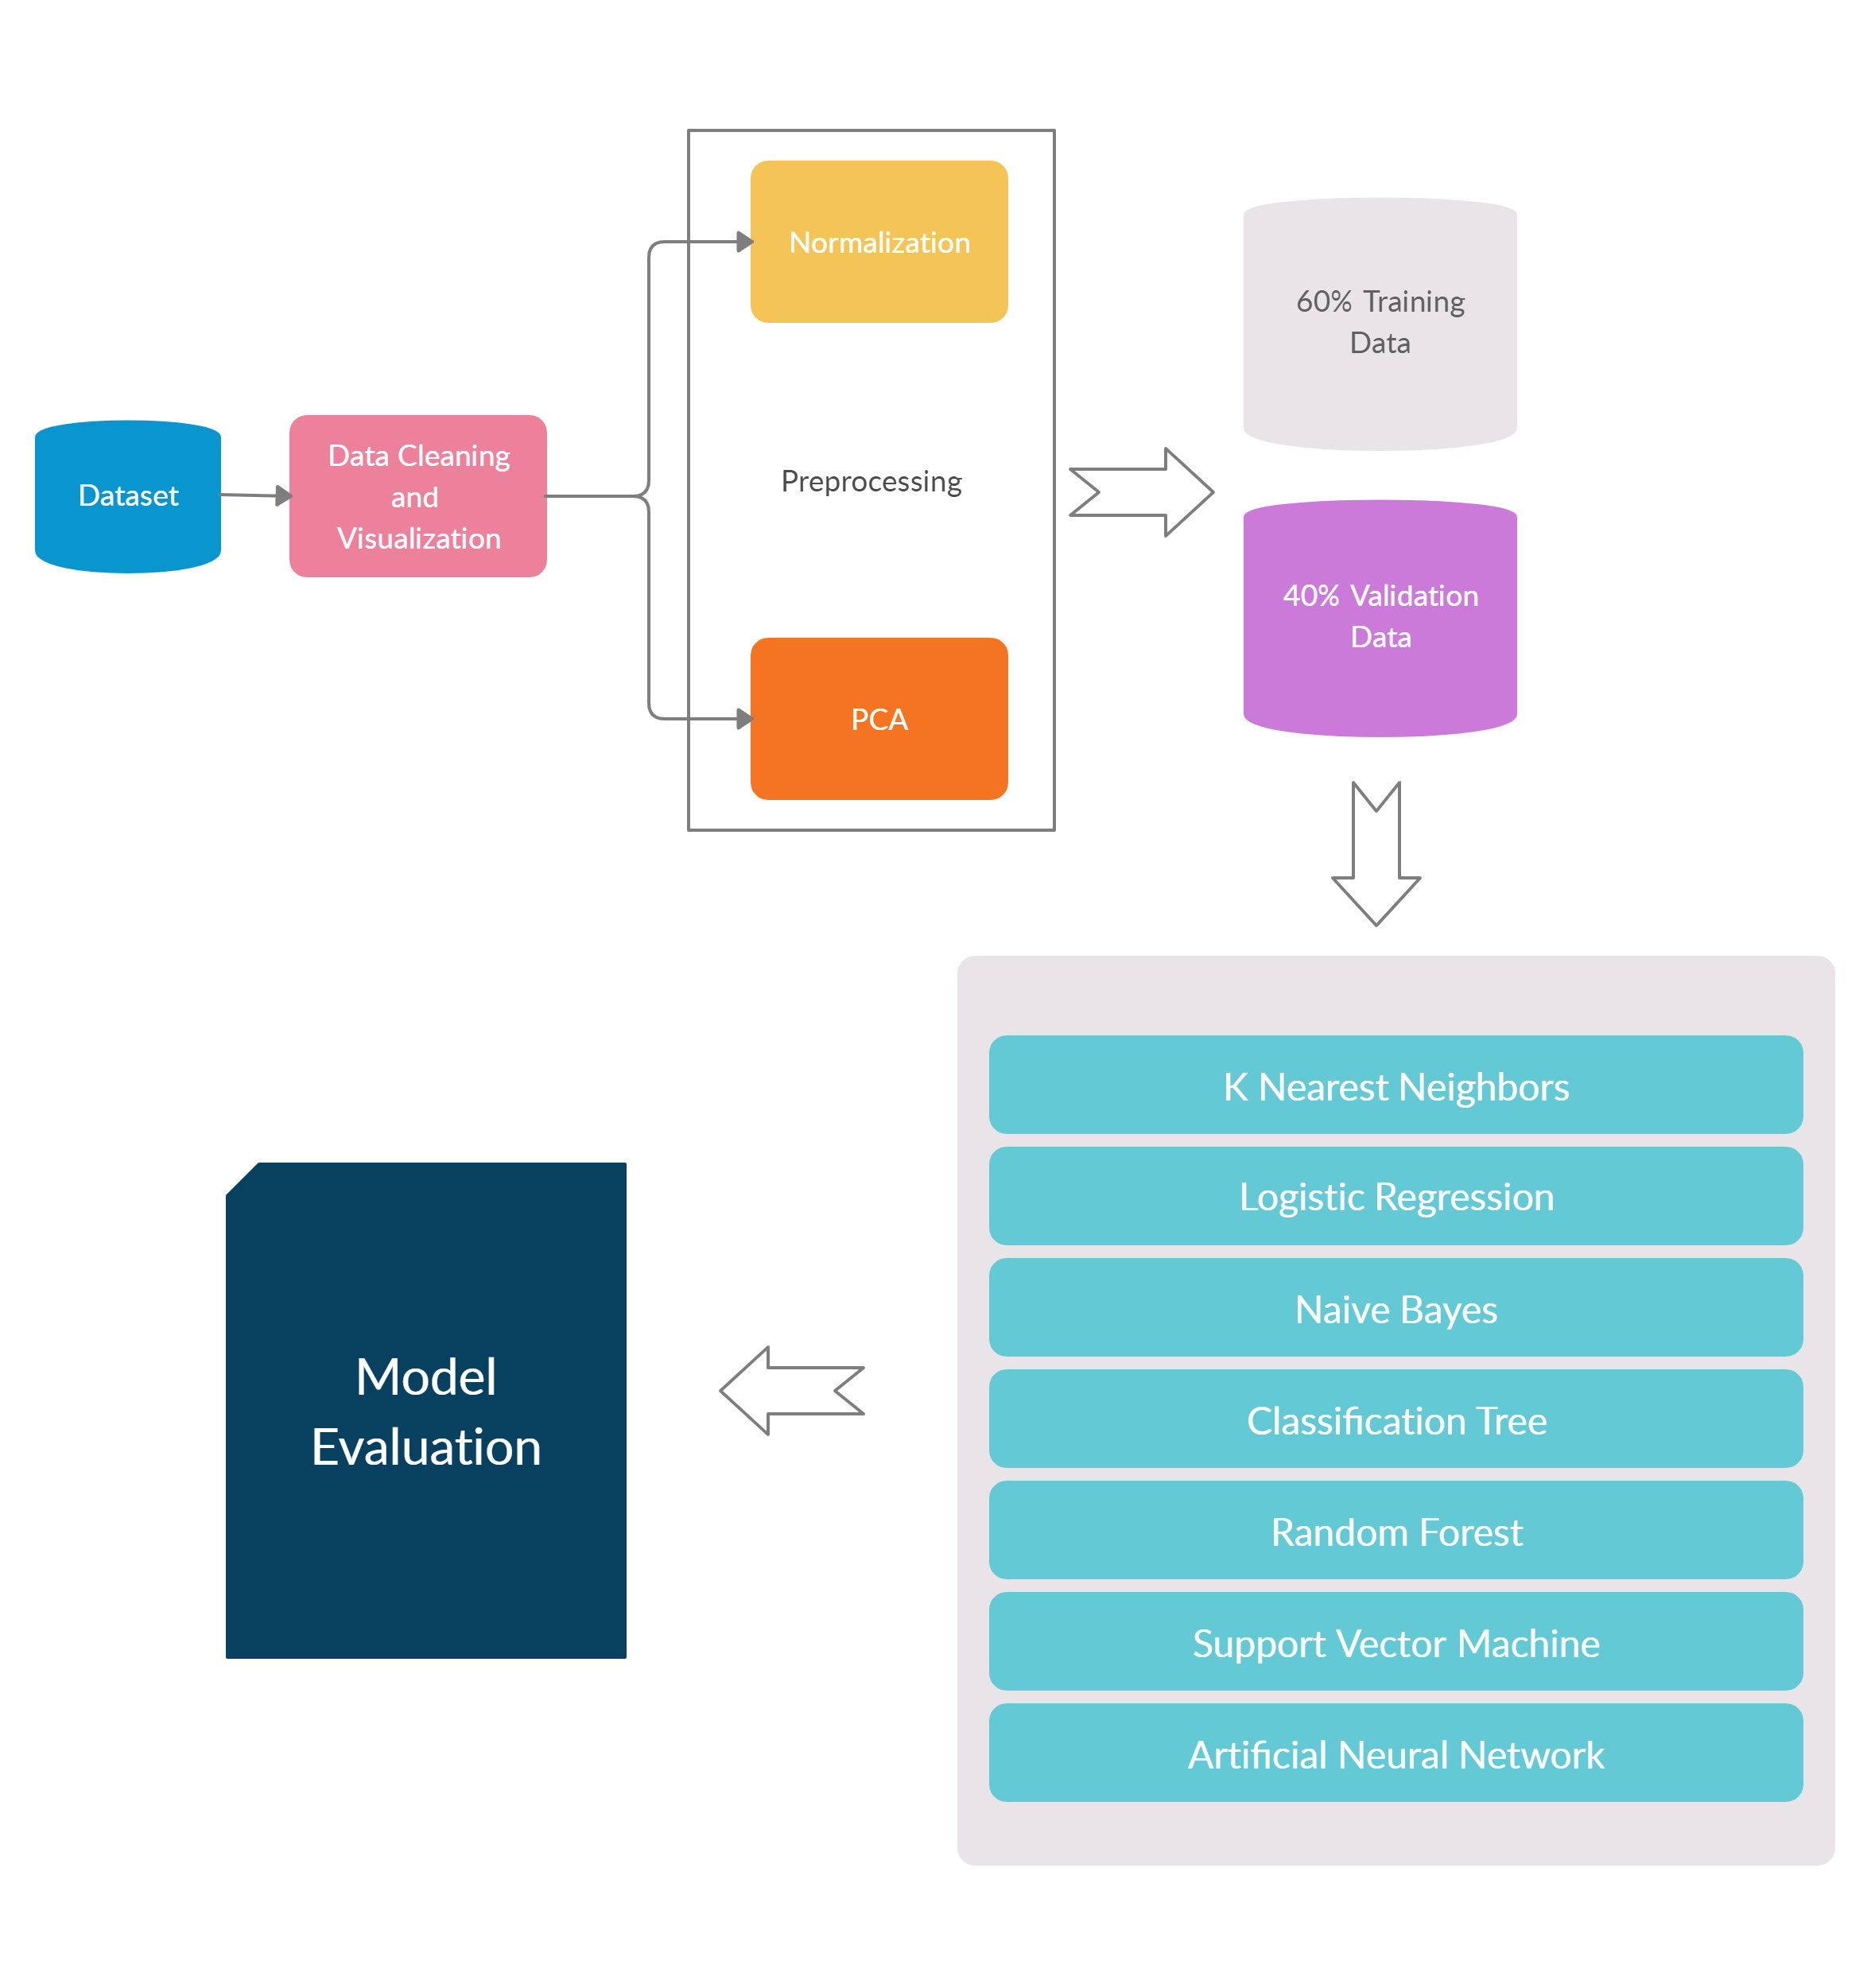 Dataset
Data Cleaning
and
Visualization
Normalization
Preprocessing
PCA
60% Training
Data
40% Validation
Data
K Nearest Neighbors
Logistic Regression
Naive Bayes
Classification Tree
Random Forest
Support Vector Machine
Artificial Neural Network
Model
Evaluation